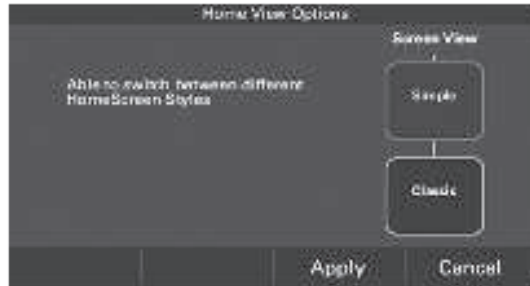 Home View Options
Screen View
Able to switch between different
HomeScreen Styles
Simple
Classic
Apply
Cancel